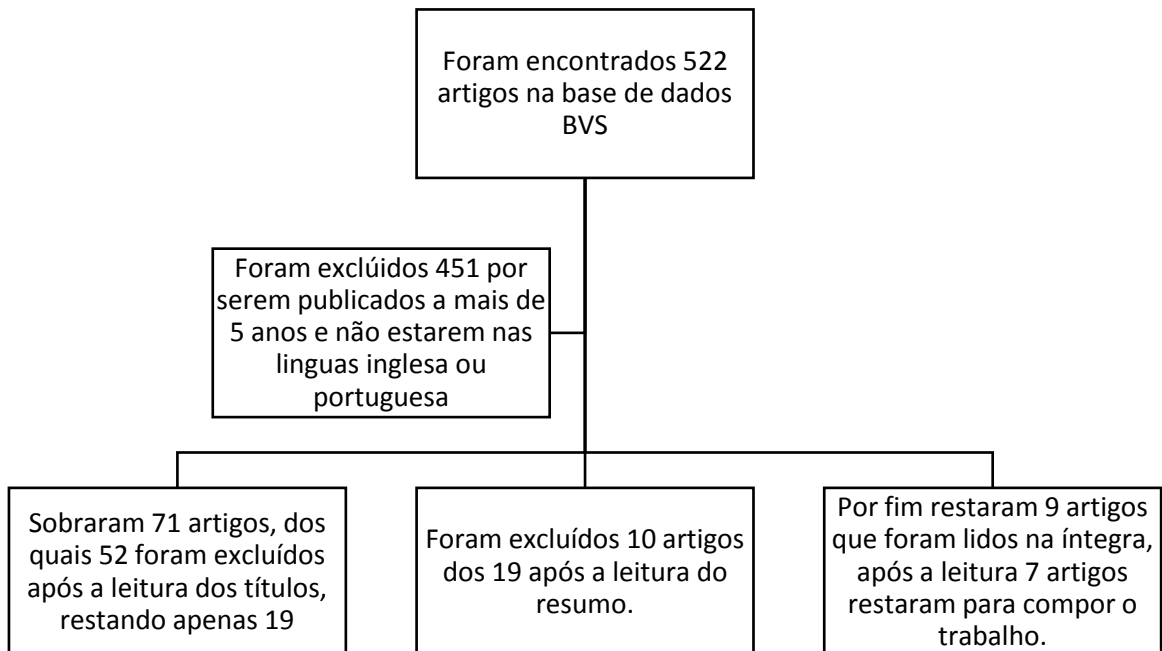 Foram encontrados 522
artigos na base de dados
BVS
Foram exclúidos 451 por
serem publicados a mais de
5 anos e não estarem nas
linguas inglesa ou
portuguesa
Sobraram 71 artigos, dos
quais 52 foram excluídos
após a leitura dos títulos,
restando apenas 19
Foram excluídos 10 artigos
dos 19 após a leitura do
resumo.
Por fim restaram 9 artigos
que foram lidos na íntegra,
após a leitura 7 artigos
restaram para compor o
trabalho.